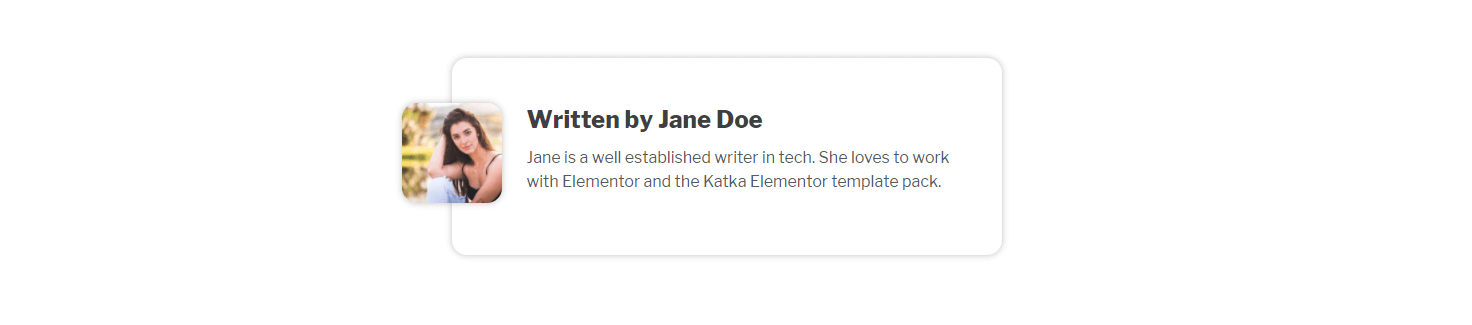 Written by Jane Doe
Jane is a well established writer in tech. She loves to work
with Elementor and the Katka Elementor template pack.